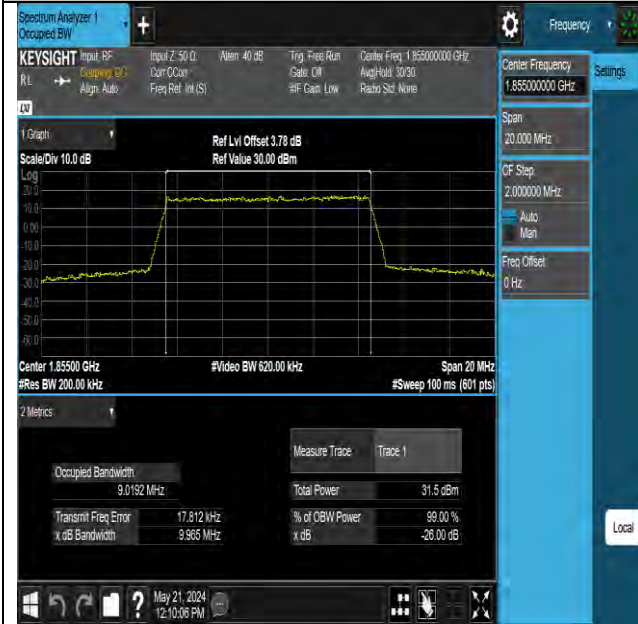 Spectrum Analyzer 1
Occupied BW
+
Frequency
KEYSIGHT
Input: RF
Coupling: DC
Align: Auto
RL
Input Z: 50 Ω
Corr CCorr
Freq Ref: Int (S)
Atten: 40 dB
Trig: Free Run
Gate: Off
#IF Gain: Low
Center Freq: 1.855000000 GHz
Avg|Hold: 30/30
Radio Std: None
Center Frequency
1.855000000 GHz
Settings
Span
20.000 MHz
CF Step
2.000000 MHz
Auto
Man
Freq Offset
0 Hz
1 Graph
Scale/Div 10.0 dB
Ref Lvl Offset 3.78 dB
Ref Value 30.00 dBm
Log
20.0
10.0
0.00
-10.0
-20.0
-30.0
-40.0
-50.0
-60.0
Center 1.85500 GHz
#Video BW 620.00 kHz
Span 20 MHz
#Res BW 200.00 kHz
#Sweep 100 ms (601 pts)
2 Metrics
Measure Trace
Trace 1
Occupied Bandwidth
9.0192 MHz
Total Power
31.5 dBm
Transmit Freq Error
17.812 kHz
% of OBW Power
99.00 %
x dB Bandwidth
9.965 MHz
x dB
-26.00 dB
Local
?
May 21, 2024
12:10:06 PM